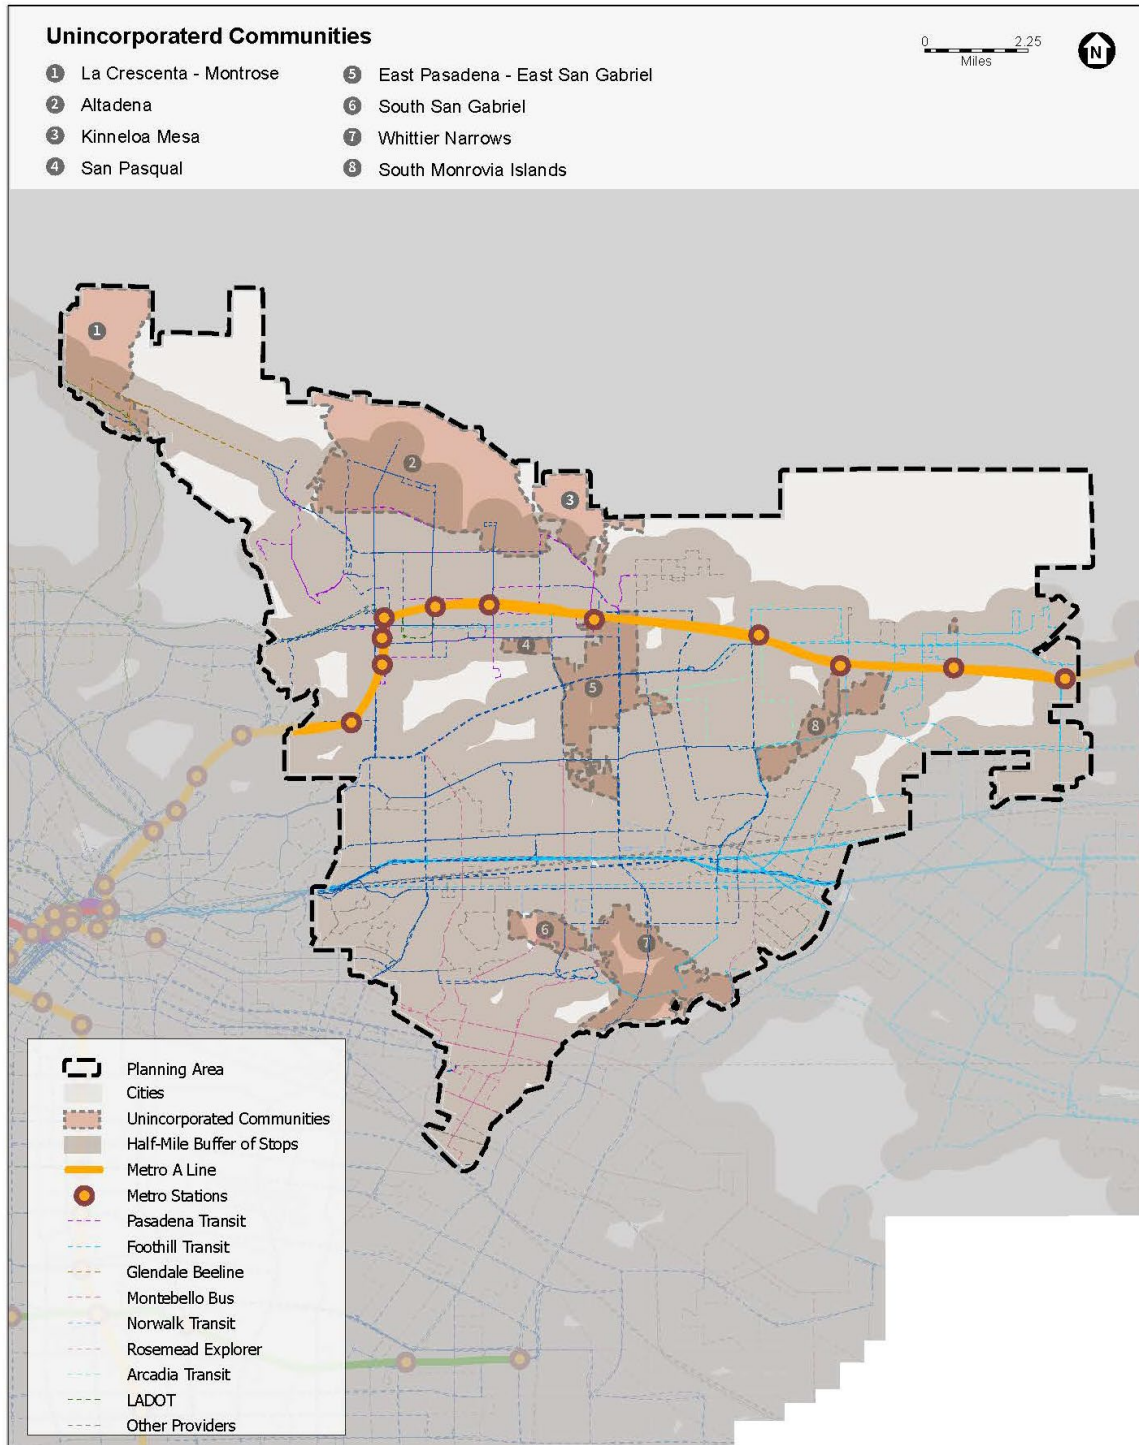 Unincorporaterd Communities
1 La Crescenta - Montrose
2 Altadena
3 Kinneloa Mesa
4 San Pasqual
5 East Pasadena - East San Gabriel
6 South San Gabriel
7 Whittier Narrows
8 South Monrovia Islands
0 2.25
Miles
N
1
2
3
4
5
8
6
7
Planning Area
Cities
Unincorporated Communities
Half-Mile Buffer of Stops
Metro A Line
Metro Stations
Pasadena Transit
Foothill Transit
Glendale Beeline
Montebello Bus
Norwalk Transit
Rosemead Explorer
Arcadia Transit
LADOT
Other Providers